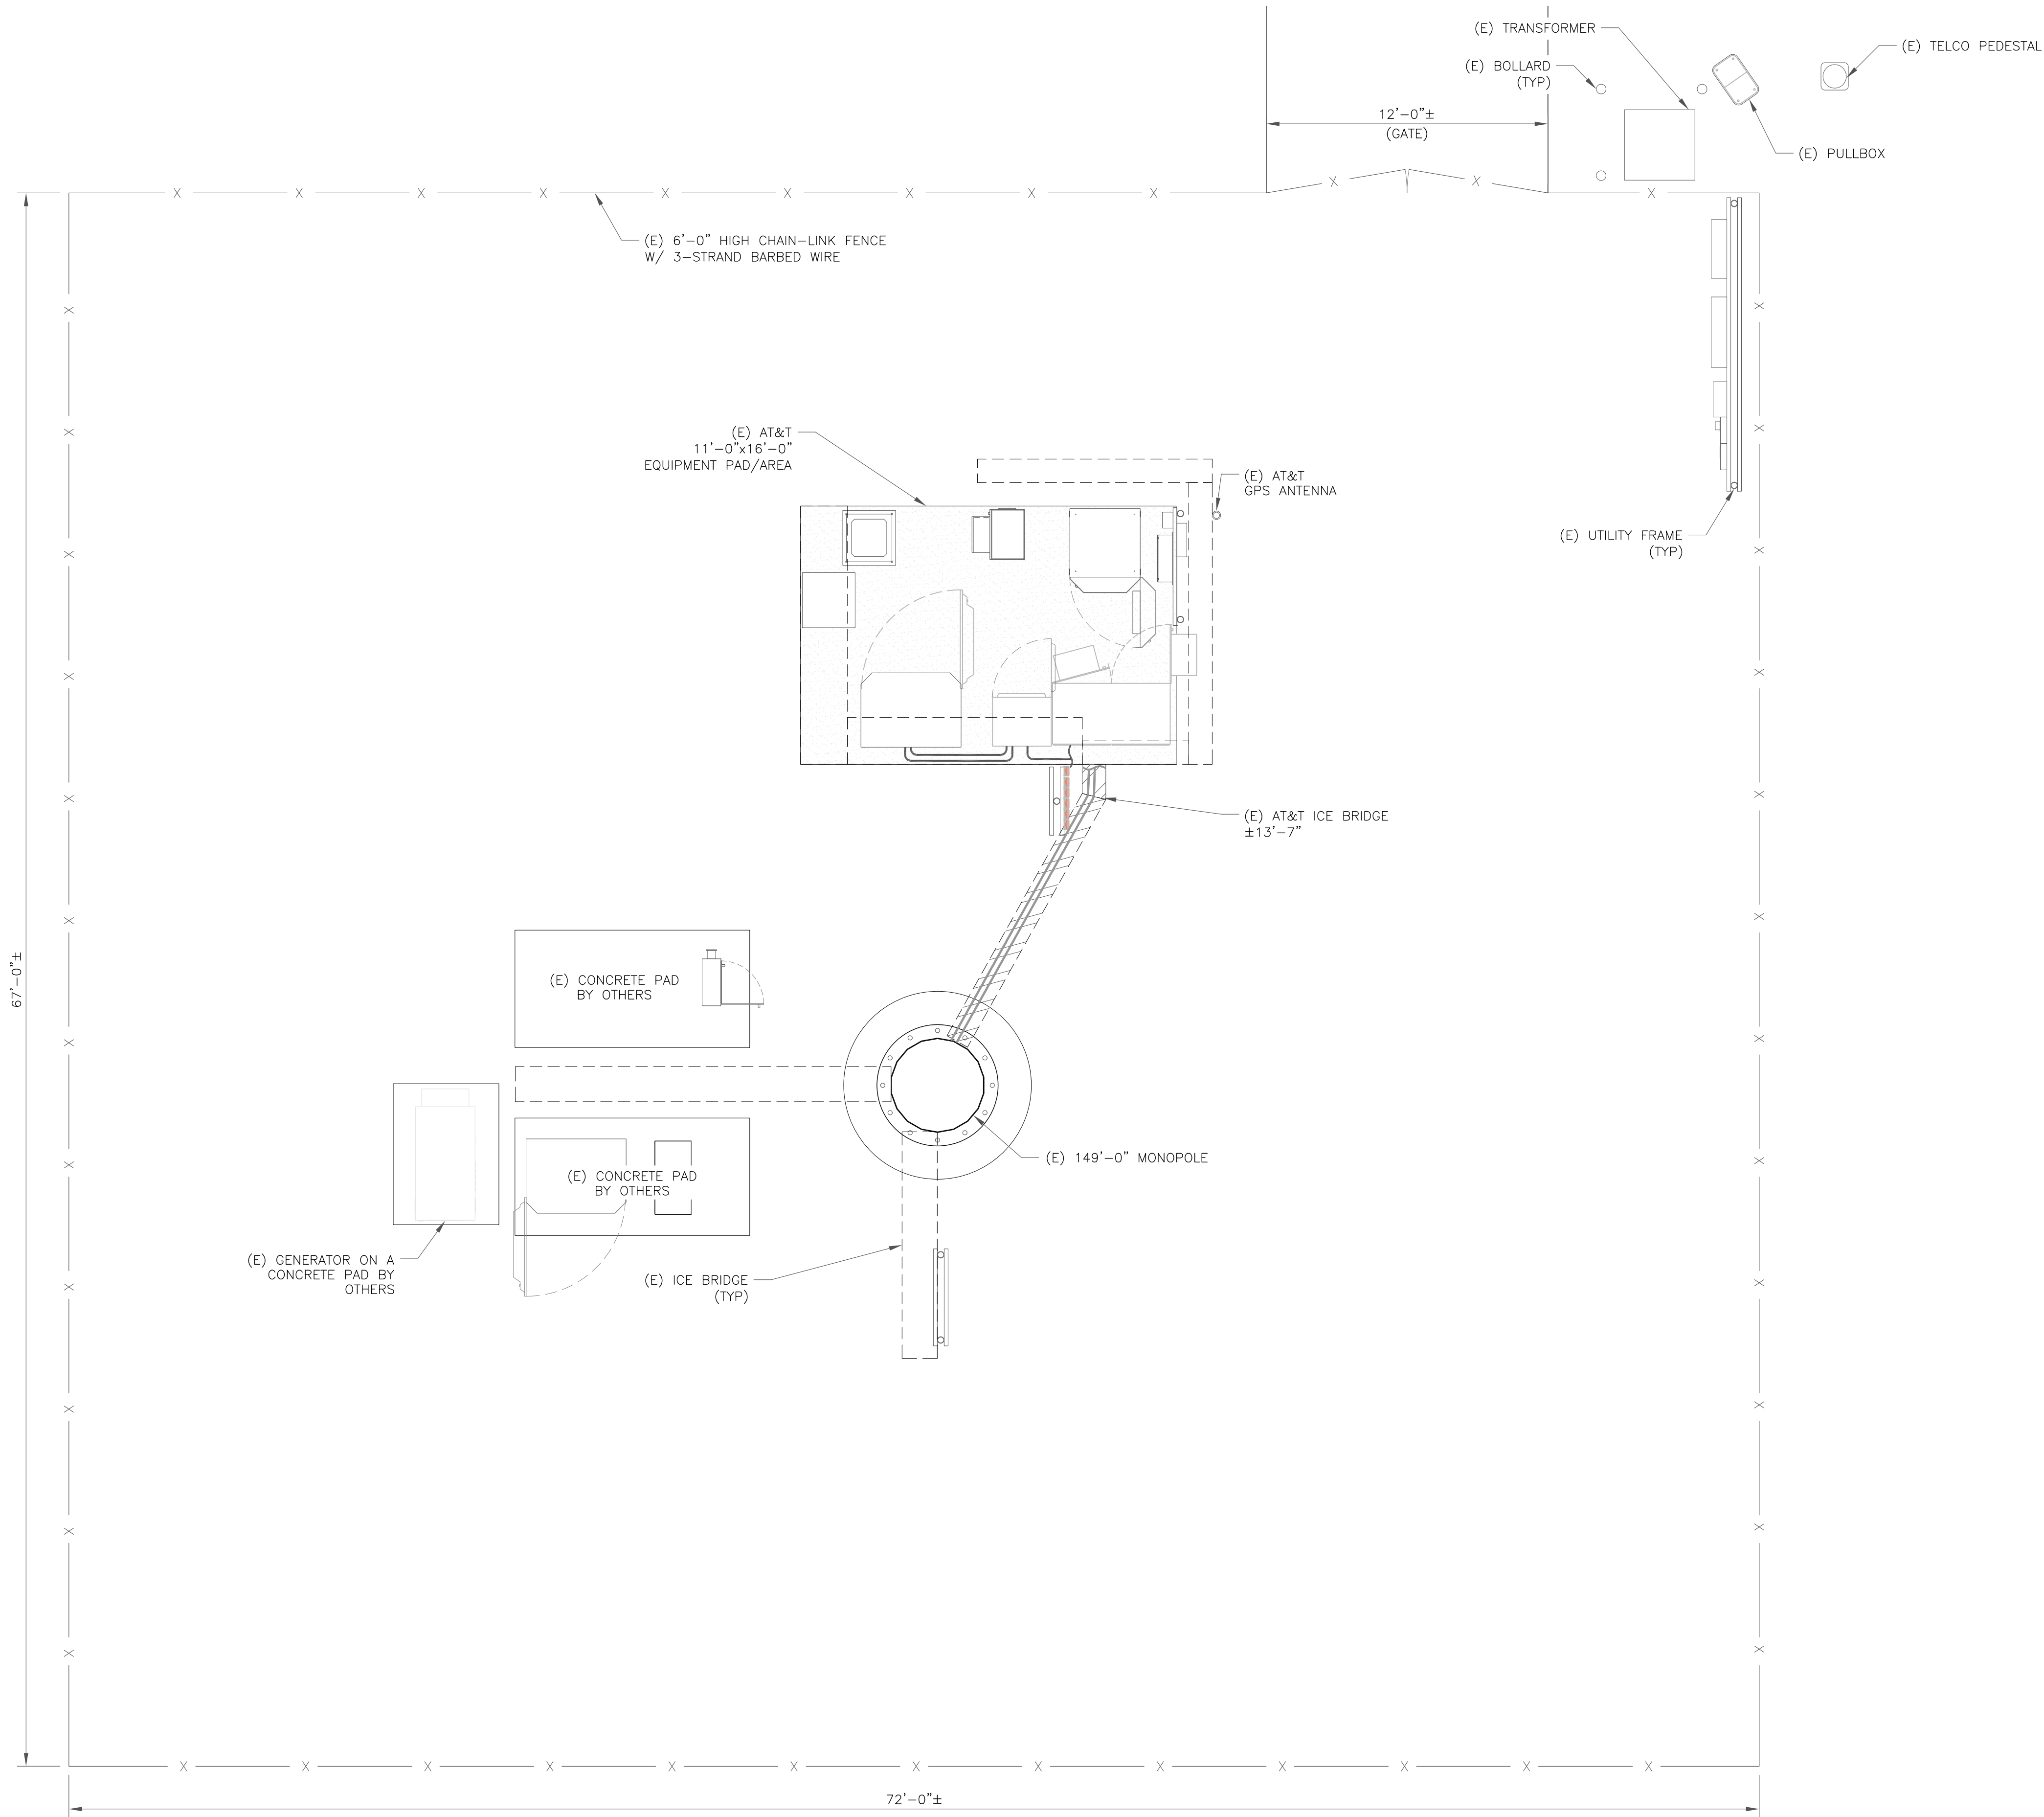 (E) TRANSFORMER
(E) TELCO PEDESTAL
(E) BOLLARD
(TYP)
12'-0"±
(GATE)
(E) PULLBOX
(E) 6'-0" HIGH CHAIN-LINK FENCE
W/ 3-STRAND BARBED WIRE
(E) AT&T
11'-0"x16'-0"
EQUIPMENT PAD/AREA
(E) AT&T
GPS ANTENNA
(E) UTILITY FRAME
(TYP)
(E) AT&T ICE BRIDGE
±13'-7"
67'-0"±
(E) CONCRETE PAD
BY OTHERS
(E) 149'-0" MONOPOLE
(E) CONCRETE PAD
BY OTHERS
(E) GENERATOR ON A
CONCRETE PAD BY
OTHERS
(E) ICE BRIDGE
(TYP)
72'-0"±